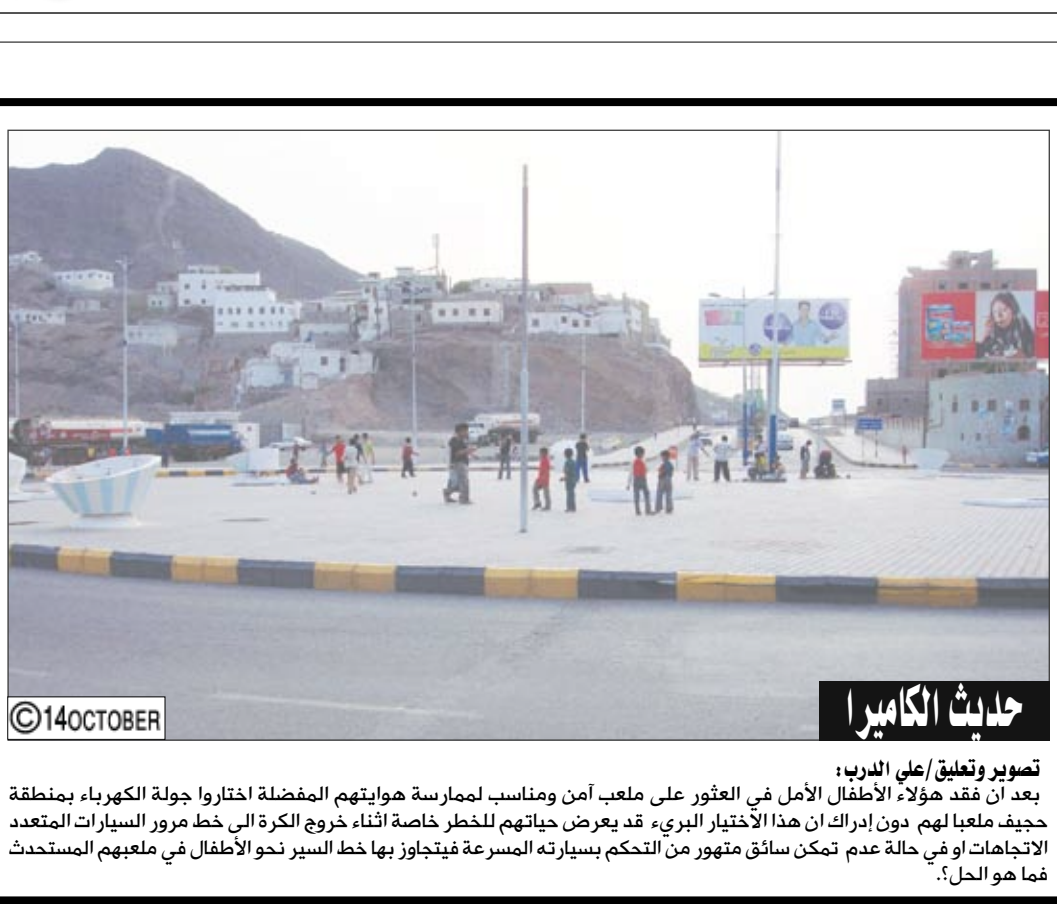 ©14OCTOBER
حديث الكاميرا
تصوير وتعليق/علي الدرب:
بعد ان فقد هؤلاء الأطفال الأمل في العثور على ملعب آمن ومناسب لممارسة هوايتهم المفضلة اختاروا جولة الكهرباء بمنطقة
حجيف ملعبا لهم دون إدراك ان هذا الاختيار البريء قد يعرض حياتهم للخطر خاصة اثناء خروج الكرة الى خط مرور السيارات المتعدد
الاتجاهات او في حالة عدم تمكن سائق متهور من التحكم بسيارته المسرعة فيتجاوز بها خط السير نحو الأطفال في ملعبهم المستحدث
فما هو الحل؟.